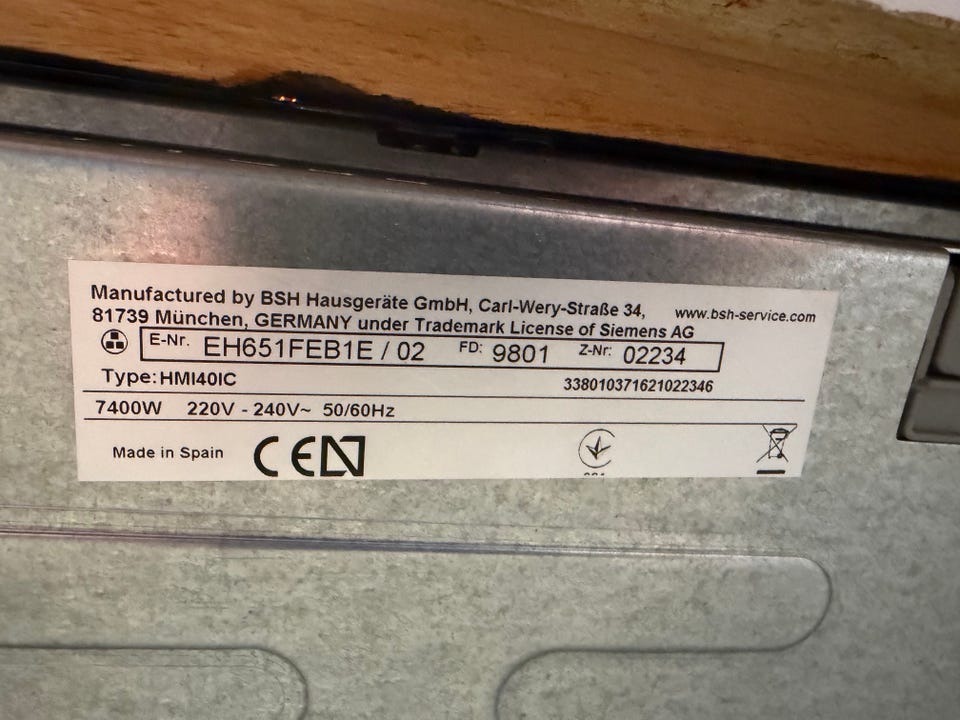 Manufactured by BSH Hausgeräte GmbH, Carl-Wery-Straße 34,
www.bsh-service.com
81739 München, GERMANY under Trademark License of Siemens AG
E-Nr. EH651FEB1E / 02 FD: 9801 Z-Nr: 02234
Type: HMI40IC 338010371621022346
7400W 220V - 240V~ 50/60Hz
Made in Spain CE